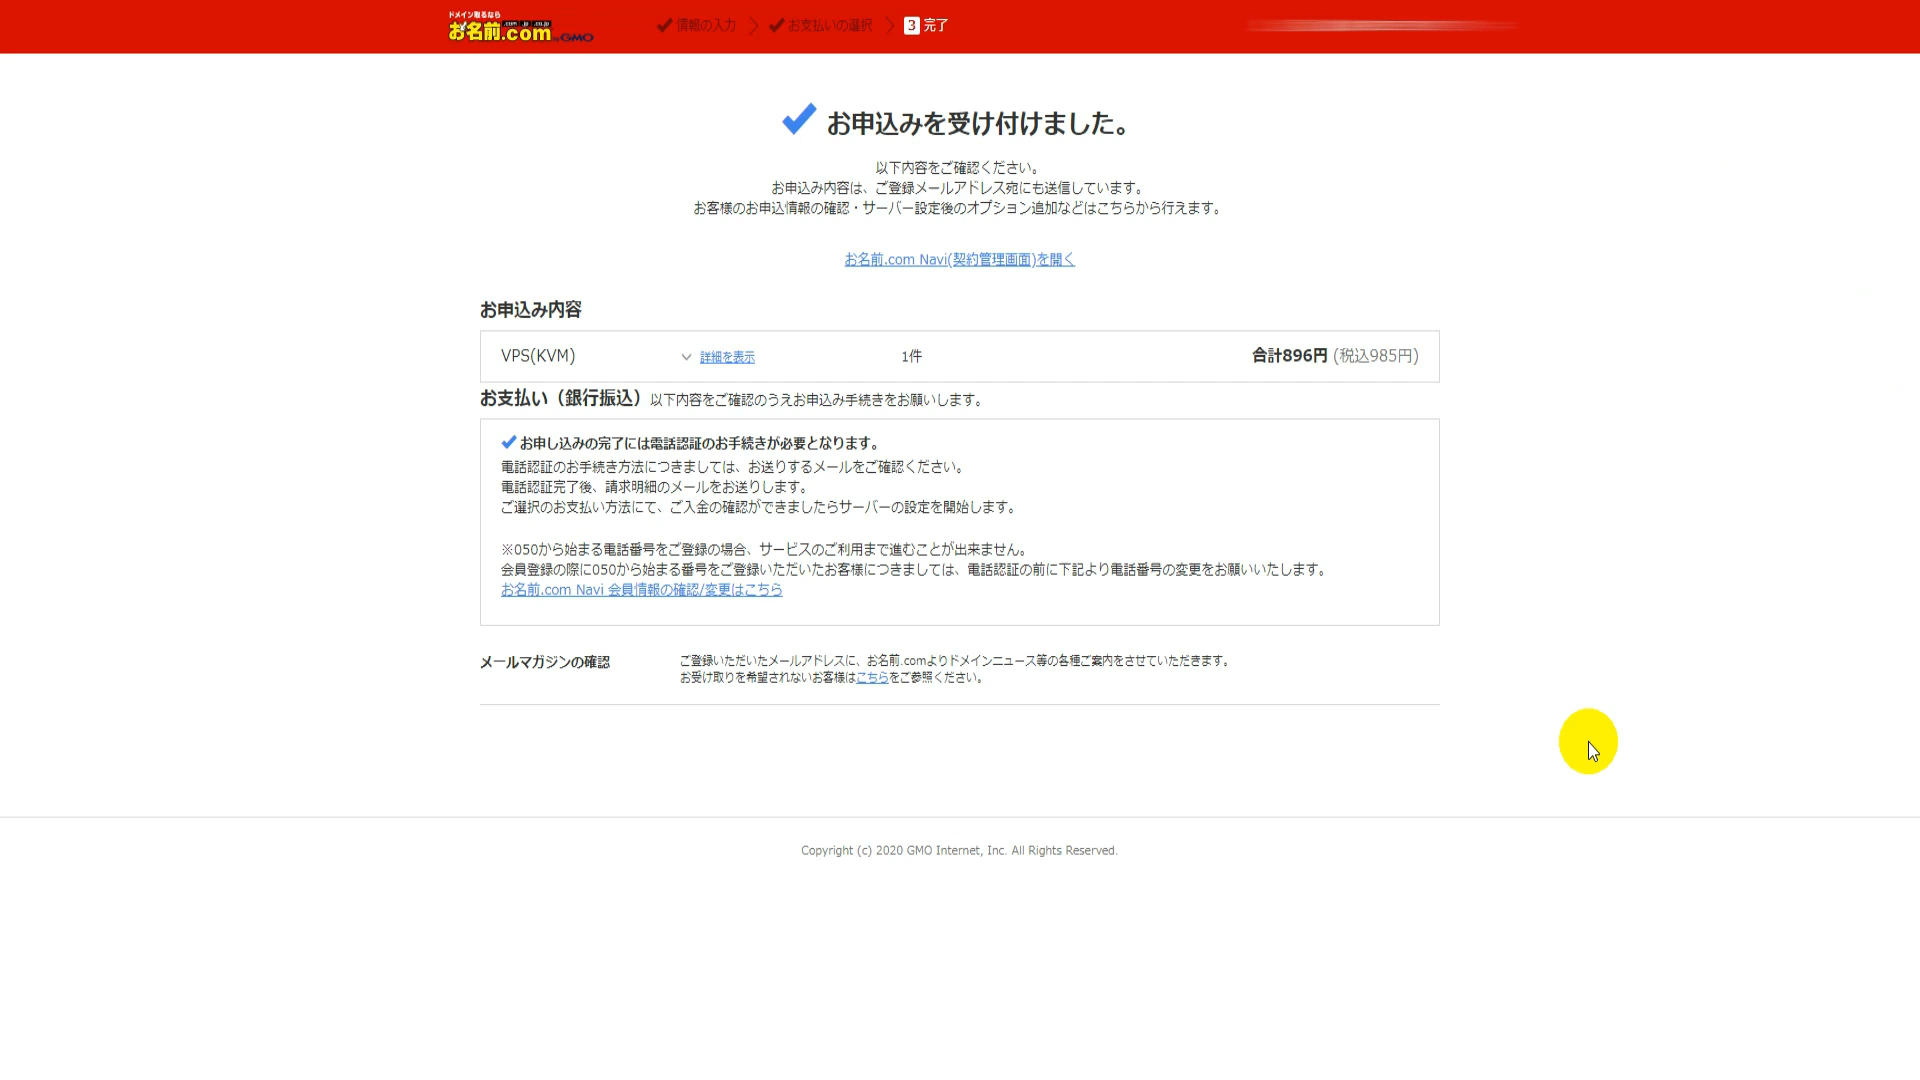 ドメイン取るなら
お名前.com by GMO
情報の入力
お支払いの選択
3 完了
お申込みを受け付けました。
以下内容をご確認ください。
お申込み内容は、ご登録メールアドレス宛にも送信しています。
お客様のお申込情報の確認・サーバー設定後のオプション追加などはこちらから行えます。
お名前.com Navi(契約管理画面)を開く
お申込み内容
VPS(KVM) 詳細を表示 1件 合計896円 (税込985円)
お支払い（銀行振込） 以下内容をご確認のうえお申込み手続きをお願いします。
お申し込みの完了には電話認証のお手続きが必要となります。
電話認証のお手続き方法につきましては、お送りするメールをご確認ください。
電話認証完了後、請求明細のメールをお送りします。
ご選択のお支払い方法にて、ご入金の確認ができましたらサーバーの設定を開始します。
※050から始まる電話番号をご登録の場合、サービスのご利用まで進むことが出来ません。
会員登録の際に050から始まる番号をご登録いただいたお客様につきましては、電話認証の前に下記より電話番号の変更をお願いいたします。
お名前.com Navi 会員情報の確認/変更はこちら
メールマガジンの確認
ご登録いただいたメールアドレスに、お名前.comよりドメインニュース等の各種ご案内をさせていただきます。
お受け取りを希望されないお客様はこちらをご参照ください。
Copyright (c) 2020 GMO Internet, Inc. All Rights Reserved.